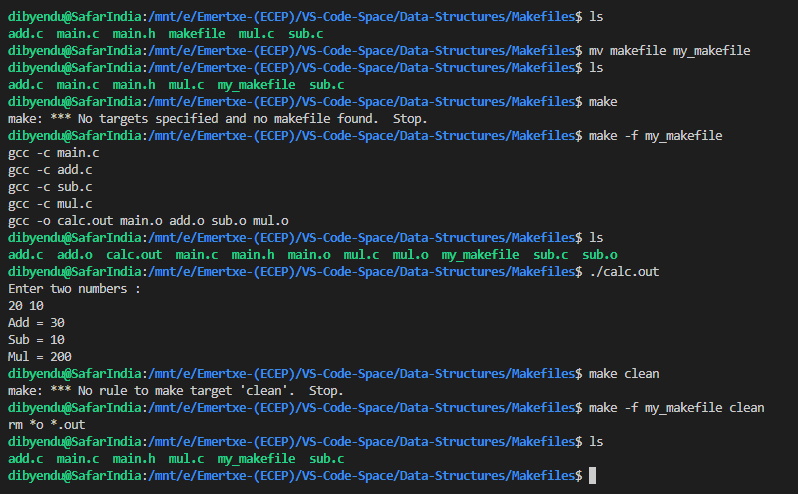 dibyendu@SafarIndia:/mnt/e/Emertxe-(ECEP)/VS-Code-Space/Data-Structures/Makefiles$ ls
add.c  main.c  main.h  makefile  mul.c  sub.c
dibyendu@SafarIndia:/mnt/e/Emertxe-(ECEP)/VS-Code-Space/Data-Structures/Makefiles$ mv makefile my_makefile
dibyendu@SafarIndia:/mnt/e/Emertxe-(ECEP)/VS-Code-Space/Data-Structures/Makefiles$ ls
add.c  main.c  main.h  mul.c  my_makefile  sub.c
dibyendu@SafarIndia:/mnt/e/Emertxe-(ECEP)/VS-Code-Space/Data-Structures/Makefiles$ make
make: *** No targets specified and no makefile found.  Stop.
dibyendu@SafarIndia:/mnt/e/Emertxe-(ECEP)/VS-Code-Space/Data-Structures/Makefiles$ make -f my_makefile
gcc -c main.c
gcc -c add.c
gcc -c sub.c
gcc -c mul.c
gcc -o calc.out main.o add.o sub.o mul.o
dibyendu@SafarIndia:/mnt/e/Emertxe-(ECEP)/VS-Code-Space/Data-Structures/Makefiles$ ls
add.c  add.o  calc.out  main.c  main.h  main.o  mul.c  mul.o  my_makefile  sub.c  sub.o
dibyendu@SafarIndia:/mnt/e/Emertxe-(ECEP)/VS-Code-Space/Data-Structures/Makefiles$ ./calc.out
Enter two numbers :
20 10
Add = 30
Sub = 10
Mul = 200
dibyendu@SafarIndia:/mnt/e/Emertxe-(ECEP)/VS-Code-Space/Data-Structures/Makefiles$ make clean
make: *** No rule to make target 'clean'.  Stop.
dibyendu@SafarIndia:/mnt/e/Emertxe-(ECEP)/VS-Code-Space/Data-Structures/Makefiles$ make -f my_makefile clean
rm *o *.out
dibyendu@SafarIndia:/mnt/e/Emertxe-(ECEP)/VS-Code-Space/Data-Structures/Makefiles$ ls
add.c  main.c  main.h  mul.c  my_makefile  sub.c
dibyendu@SafarIndia:/mnt/e/Emertxe-(ECEP)/VS-Code-Space/Data-Structures/Makefiles$